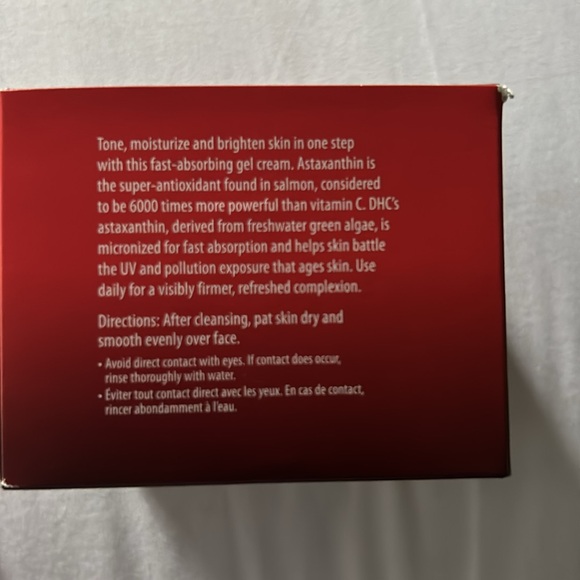 Tone, moisturize and brighten skin in one step
with this fast-absorbing gel cream. Astaxanthin is
the super-antioxidant found in salmon, considered
to be 6000 times more powerful than vitamin C. DHC's
astaxanthin, derived from freshwater green algae, is
micronized for fast absorption and helps skin battle
the UV and pollution exposure that ages skin. Use
daily for a visibly firmer, refreshed complexion.
Directions: After cleansing, pat skin dry and
smooth evenly over face.
• Avoid direct contact with eyes. If contact does occur,
rinse thoroughly with water.
• Éviter tout contact direct avec les yeux. En cas de contact,
rincer abondamment à l'eau.